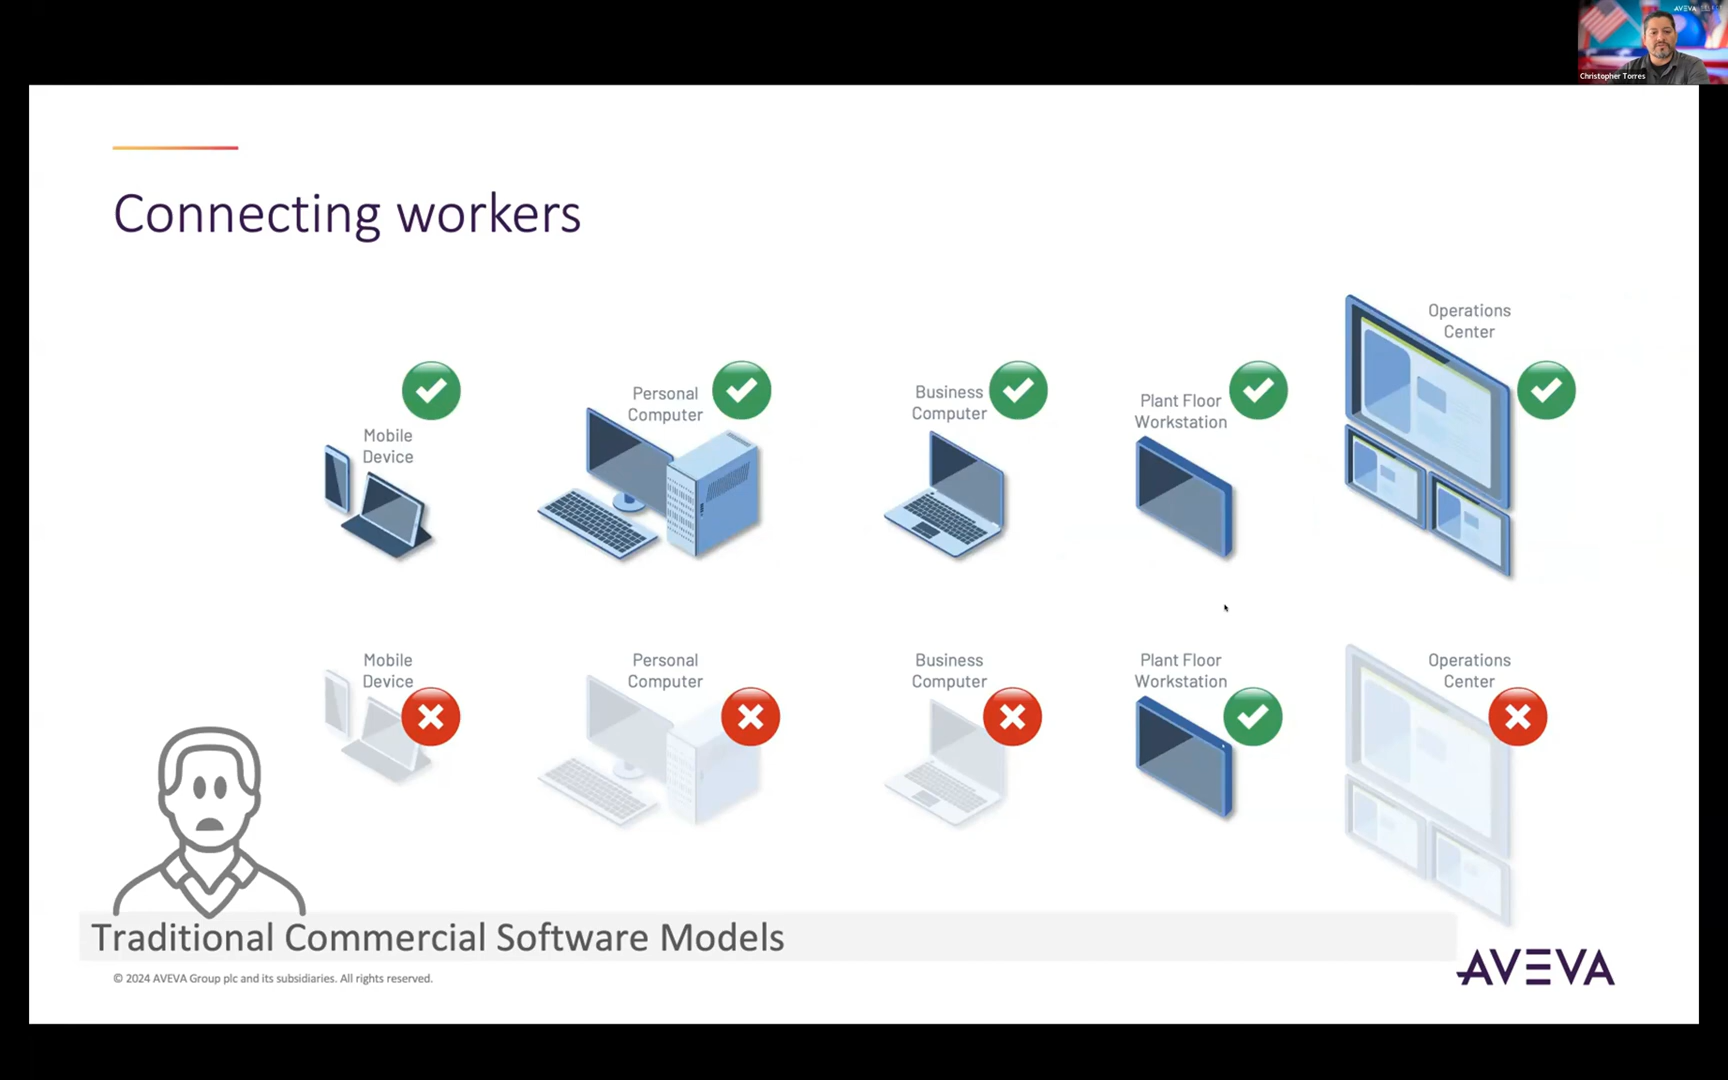 AVEVA
Christopher Torres
Connecting workers
Mobile
Device
Personal
Computer
Business
Computer
Plant Floor
Workstation
Operations
Center
Mobile
Device
Personal
Computer
Business
Computer
Plant Floor
Workstation
Operations
Center
Traditional Commercial Software Models
© 2024 AVEVA Group plc and its subsidiaries. All rights reserved.
AVEVA